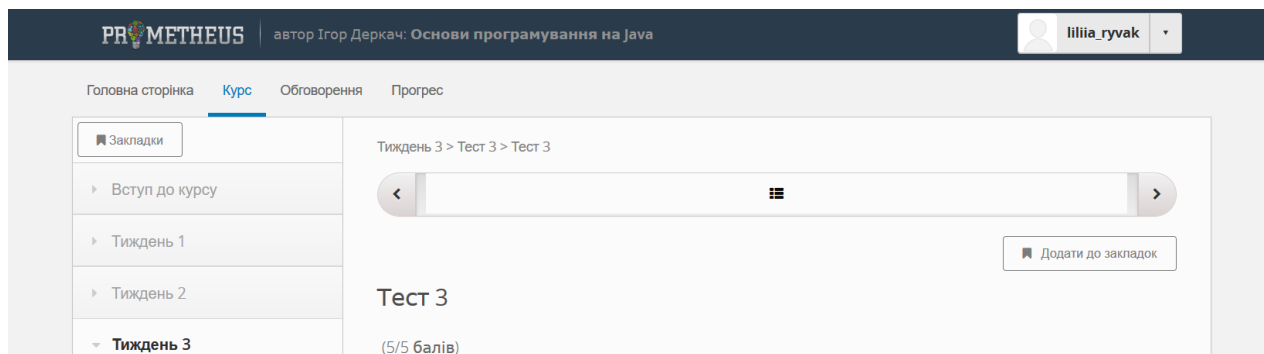 PROMETHEUS
автор Ігор Деркач: Основи програмування на Java
liliia_ryvak
Головна сторінка Курс Обговорення Прогрес
Закладки
Тиждень 3 > Тест 3 > Тест 3
Вступ до курсу
Тиждень 1
Додати до закладок
Тиждень 2
Тест 3
Тиждень 3
(5/5 балів)